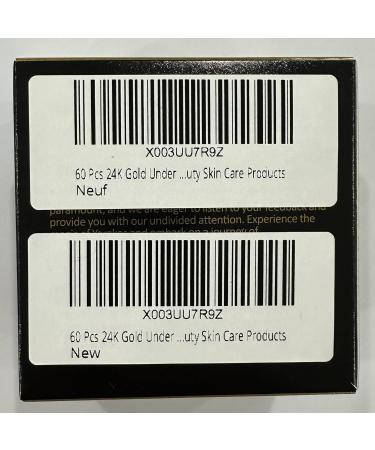 X003UU7R9Z
60 Pcs 24K Gold Under ...uty Skin Care Products
Neuf
paramount, and we are eager to listen to your feedback and
provide you with our undivided attention. Experience the
X003UU7R9Z
60 Pcs 24K Gold Under ...uty Skin Care Products
New